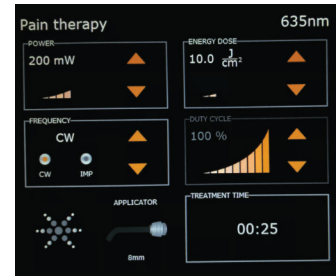 Pain therapy 635nm
POWER
200 mW
ENERGY DOSE
10.0 J/cm²
FREQUENCY
CW
CW IMP
DUTY CYCLE
100 %
APPLICATOR
6mm
TREATMENT TIME
00:25